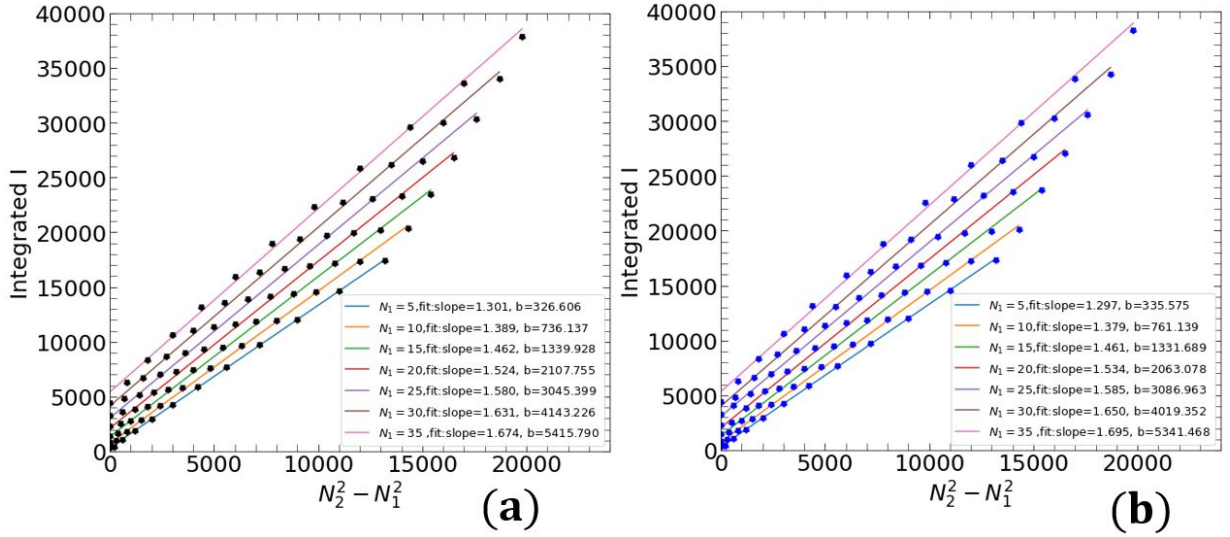 40000
35000
30000
25000
20000
15000
10000
5000
0
Integrated I
0 5000 10000 15000 20000
N₂² − N₁²
N₁ = 5,fit:slope=1.301, b=326.606
N₁ = 10,fit:slope=1.389, b=736.137
N₁ = 15,fit:slope=1.462, b=1339.928
N₁ = 20,fit:slope=1.524, b=2107.755
N₁ = 25,fit:slope=1.580, b=3045.399
N₁ = 30,fit:slope=1.631, b=4143.226
N₁ = 35 ,fit:slope=1.674, b=5415.790
(a)
40000
35000
30000
25000
20000
15000
10000
5000
0
Integrated I
0 5000 10000 15000 20000
N₂² − N₁²
N₁ = 5,fit:slope=1.297, b=335.575
N₁ = 10,fit:slope=1.379, b=761.139
N₁ = 15,fit:slope=1.461, b=1331.689
N₁ = 20,fit:slope=1.534, b=2063.078
N₁ = 25,fit:slope=1.585, b=3086.963
N₁ = 30,fit:slope=1.650, b=4019.352
N₁ = 35 ,fit:slope=1.695, b=5341.468
(b)